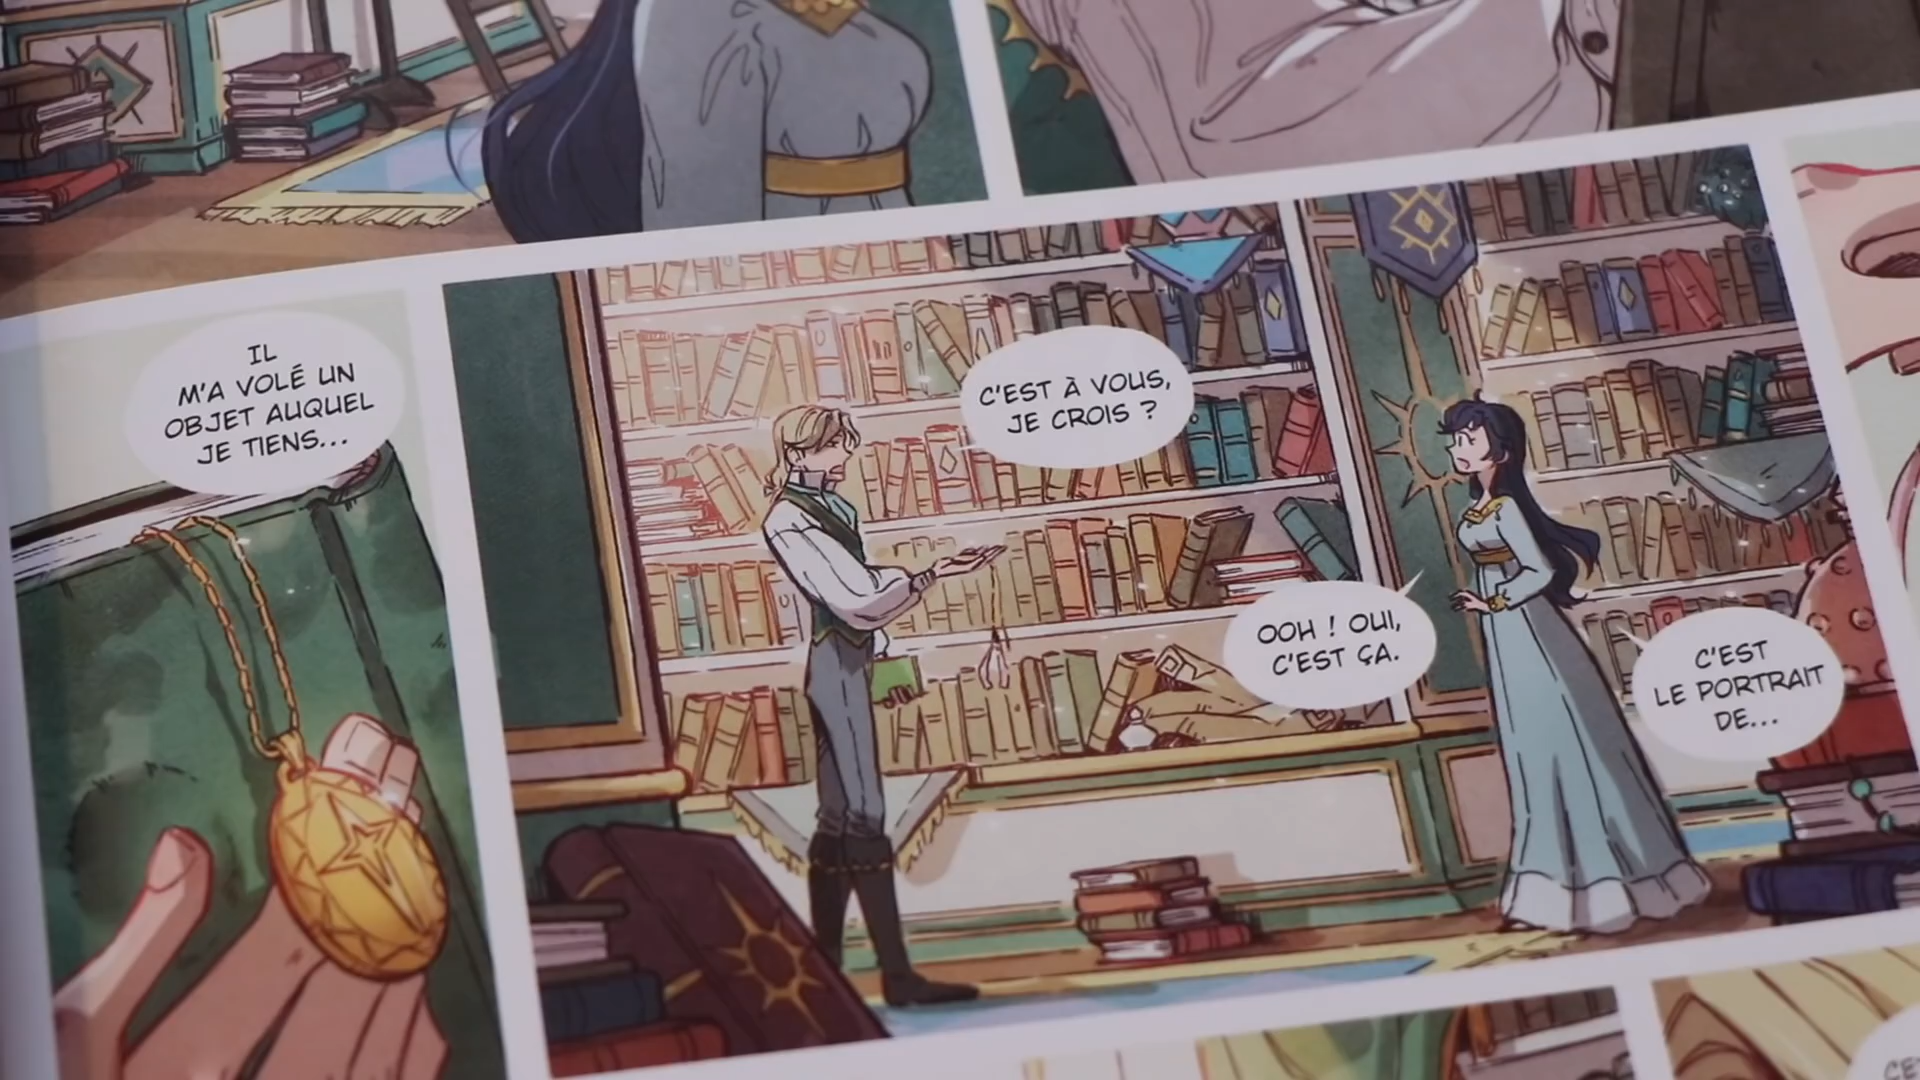 IL
M'A VOLÉ UN
OBJET AUQUEL
JE TIENS...
C'EST À VOUS,
JE CROIS ?
OOH ! OUI,
C'EST ÇA.
C'EST
LE PORTRAIT
DE...